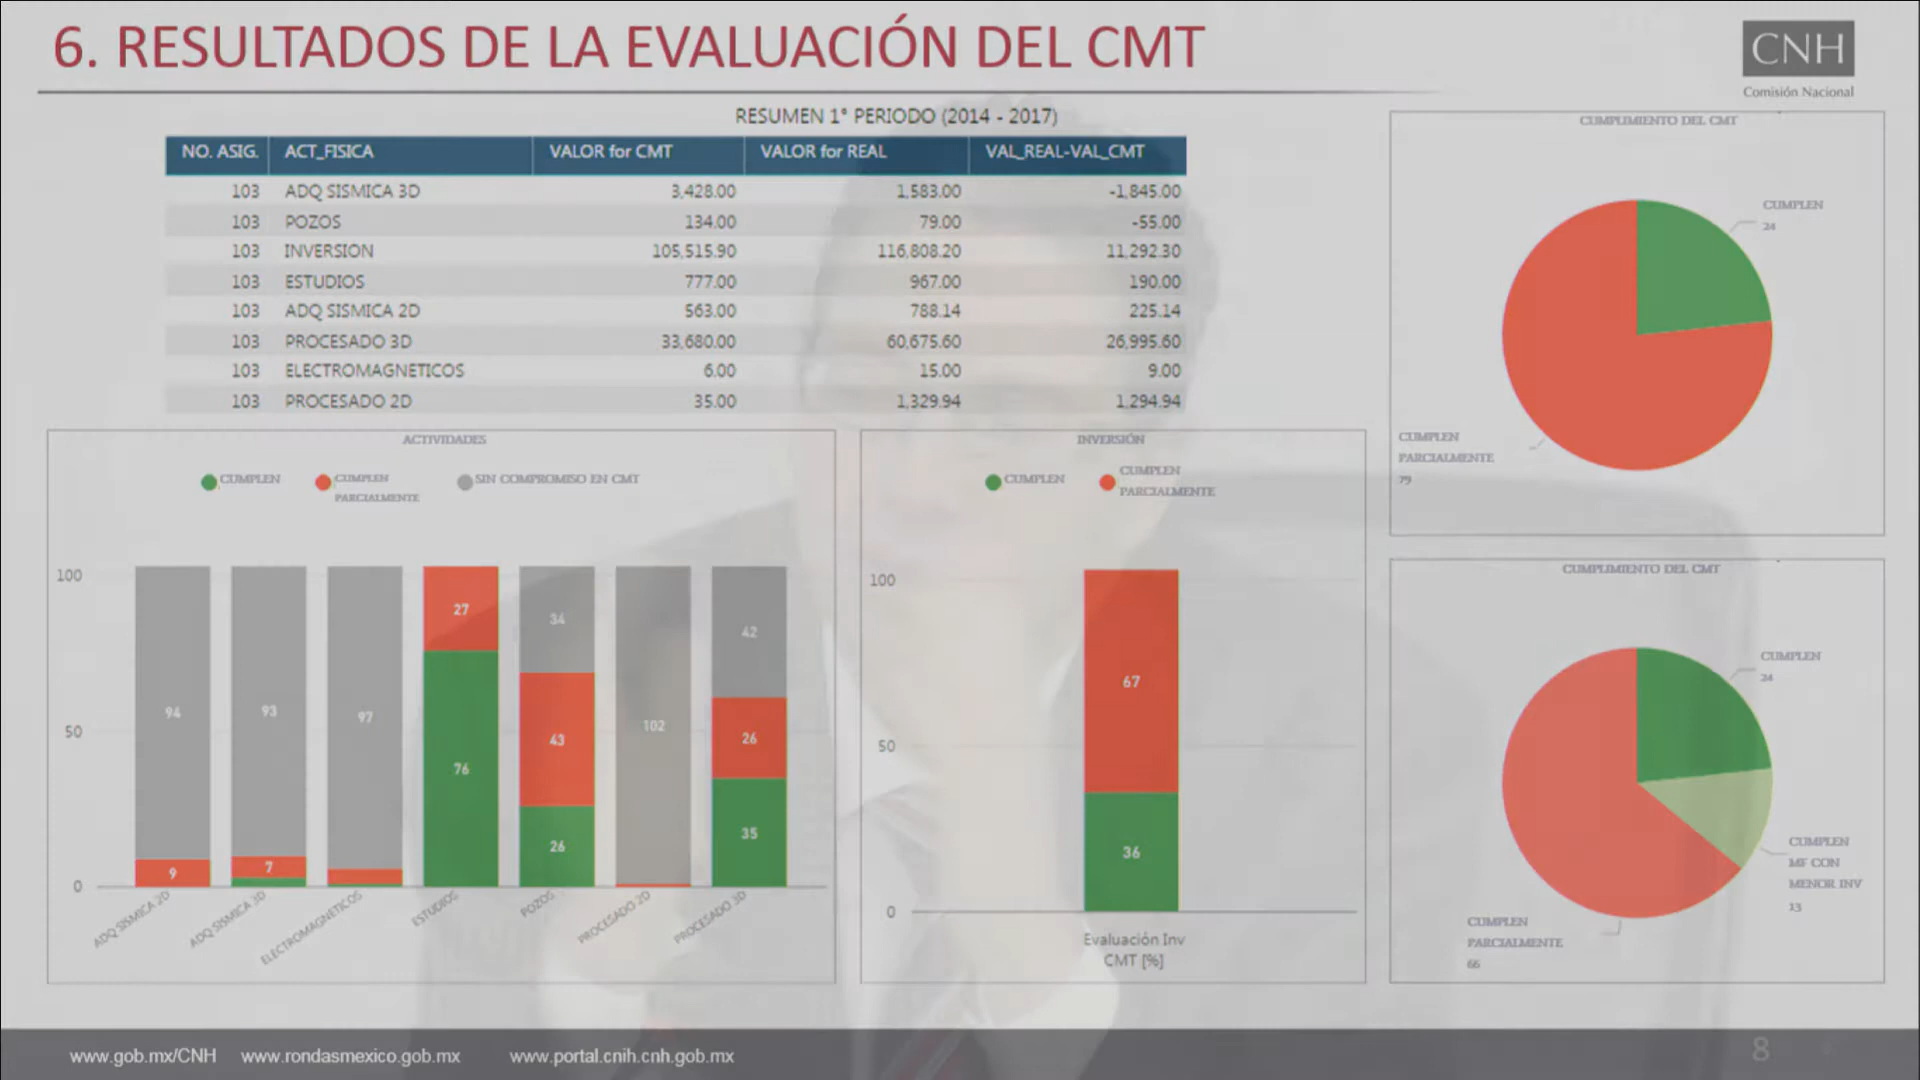 6. RESULTADOS DE LA EVALUACIÓN DEL CMT
CNH
Comisión Nacional
RESUMEN 1° PERIODO (2014 - 2017)
NO. ASIG. ACT_FISICA VALOR for CMT VALOR for REAL VAL_REAL-VAL_CMT
103 ADQ SISMICA 3D 3,428.00 1,583.00 -1,845.00
103 POZOS 134.00 79.00 -55.00
103 INVERSION 105,515.90 116,808.20 11,292.30
103 ESTUDIOS 777.00 967.00 190.00
103 ADQ SISMICA 2D 563.00 788.14 225.14
103 PROCESADO 3D 33,680.00 60,675.60 26,995.60
103 ELECTROMAGNETICOS 6.00 15.00 9.00
103 PROCESADO 2D 35.00 1,329.94 1,294.94
ACTIVIDADES
CUMPLEN
CUMPLEN
PARCIALMENTE
SIN COMPROMISO EN CMT
100
50
0
94
9
93
7
97
27
76
34
43
26
102
42
26
35
ADQ SISMICA 2D
ADQ SISMICA 3D
ELECTROMAGNETICOS
ESTUDIOS
POZOS
PROCESADO 2D
PROCESADO 3D
INVERSIÓN
CUMPLEN
CUMPLEN
PARCIALMENTE
100
50
0
67
36
Evaluación Inv
CMT [%]
CUMPLIMIENTO DEL CMT
CUMPLEN
24
CUMPLEN
PARCIALMENTE
79
CUMPLIMIENTO DEL CMT
CUMPLEN
24
CUMPLEN
MF CON
MENOR INV
13
CUMPLEN
PARCIALMENTE
66
www.gob.mx/CNH www.rondasmexico.gob.mx www.portal.cnih.cnh.gob.mx
8